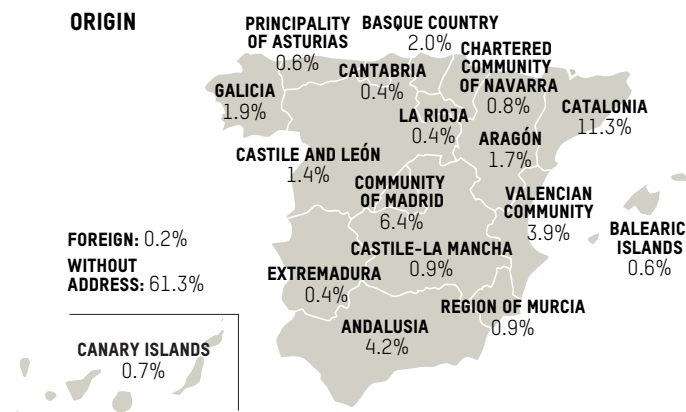 ORIGIN
PRINCIPALITY
OF ASTURIAS
0.6%
BASQUE COUNTRY
2.0%
CANTABRIA
0.4%
CHARTERED
COMMUNITY
OF NAVARRA
0.8%
GALICIA
1.9%
LA RIOJA
0.4%
CATALONIA
11.3%
ARAGÓN
1.7%
CASTILE AND LEÓN
1.4%
COMMUNITY
OF MADRID
6.4%
VALENCIAN
COMMUNITY
3.9%
BALEARIC
ISLANDS
0.6%
FOREIGN: 0.2%
WITHOUT
ADDRESS: 61.3%
CASTILE-LA MANCHA
0.9%
EXTREMADURA
0.4%
REGION OF MURCIA
0.9%
ANDALUSIA
4.2%
CANARY ISLANDS
0.7%